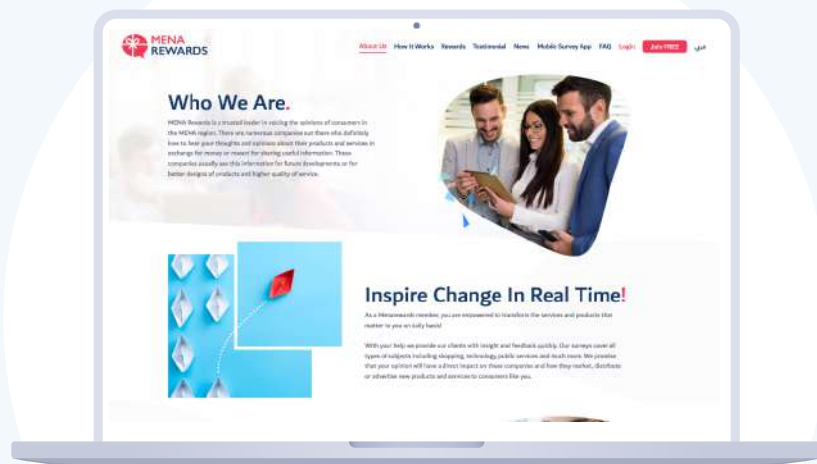 MENA
REWARDS
About Us How It Works Rewards Testimonial News Mobile Survey App FAQ Login Join FREE عربي
Who We Are.
MENA Rewards is a trusted leader in voicing the opinions of consumers in
the MENA region. There are numerous companies out there who definitely
love to hear your thoughts and opinions about their products and services in
exchange for money or reward for sharing useful information. These
companies usually use this information for future developments or for
better designs of products and higher quality of service.
Inspire Change In Real Time!
As a Menarewards member, you are empowered to transform the services and products that
matter to you on daily basis!
With your help we provide our clients with insight and feedback quickly. Our surveys cover all
types of subjects including shopping, technology, public services and much more. We promise
that your opinion will have a direct impact on these companies and how they market, distribute
or advertise new products and services to consumers like you.